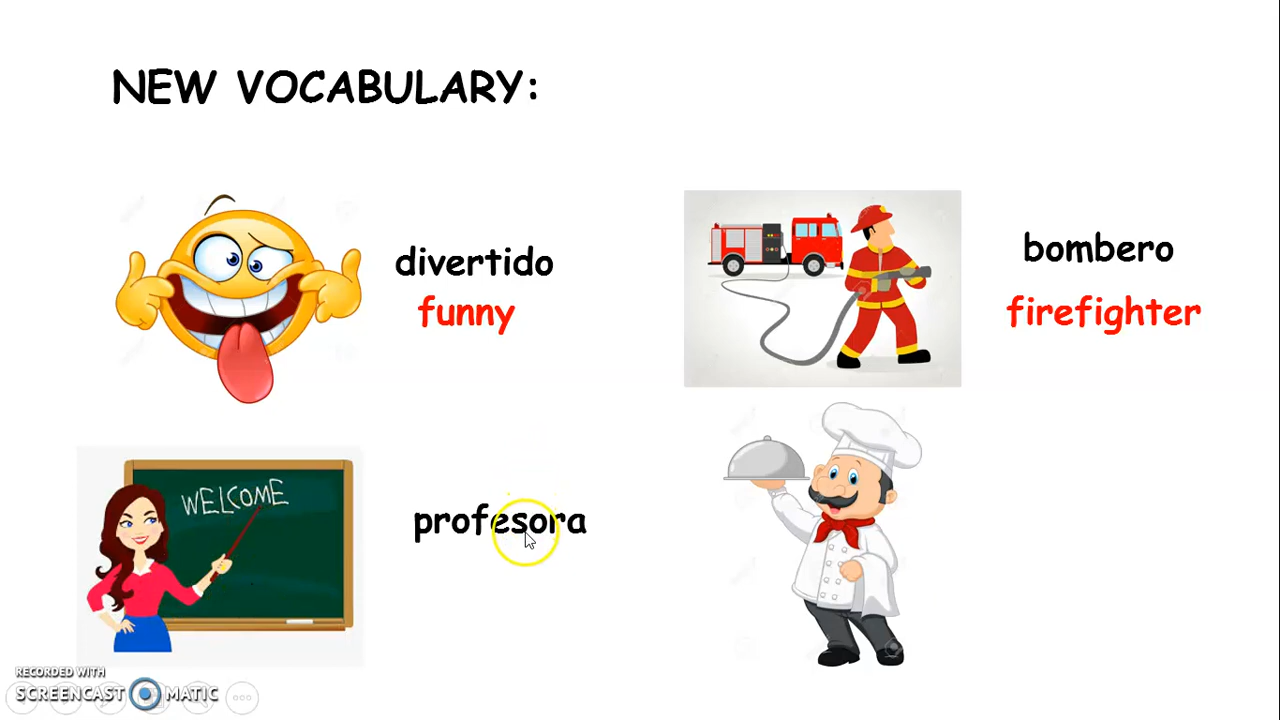 NEW VOCABULARY:
divertido
funny
bombero
firefighter
WELCOME
profesora
RECORDED WITH
SCREENCAST MATIC